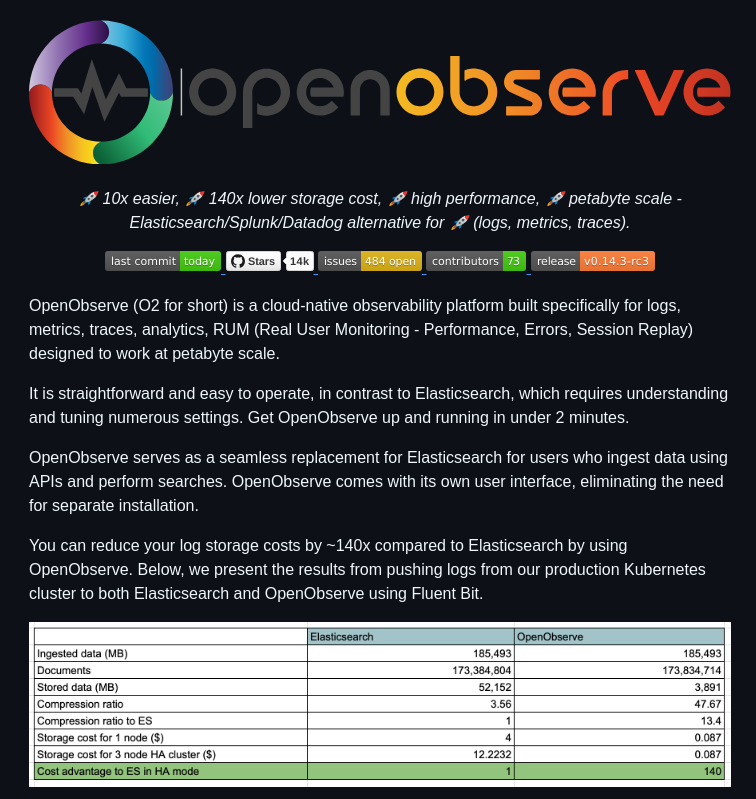 openobserve
🚀 10x easier, 🚀 140x lower storage cost, 🚀 high performance, 🚀 petabyte scale -
Elasticsearch/Splunk/Datadog alternative for 🚀 (logs, metrics, traces).
last commit today Stars 14k issues 484 open contributors 73 release v0.14.3-rc3
OpenObserve (O2 for short) is a cloud-native observability platform built specifically for logs,
metrics, traces, analytics, RUM (Real User Monitoring - Performance, Errors, Session Replay)
designed to work at petabyte scale.
It is straightforward and easy to operate, in contrast to Elasticsearch, which requires understanding
and tuning numerous settings. Get OpenObserve up and running in under 2 minutes.
OpenObserve serves as a seamless replacement for Elasticsearch for users who ingest data using
APIs and perform searches. OpenObserve comes with its own user interface, eliminating the need
for separate installation.
You can reduce your log storage costs by ~140x compared to Elasticsearch by using
OpenObserve. Below, we present the results from pushing logs from our production Kubernetes
cluster to both Elasticsearch and OpenObserve using Fluent Bit.
Elasticsearch OpenObserve
Ingested data (MB) 185,493 185,493
Documents 173,384,804 173,834,714
Stored data (MB) 52,152 3,891
Compression ratio 3.56 47.67
Compression ratio to ES 1 13.4
Storage cost for 1 node ($) 4 0.087
Storage cost for 3 node HA cluster ($) 12.2232 0.087
Cost advantage to ES in HA mode 1 140